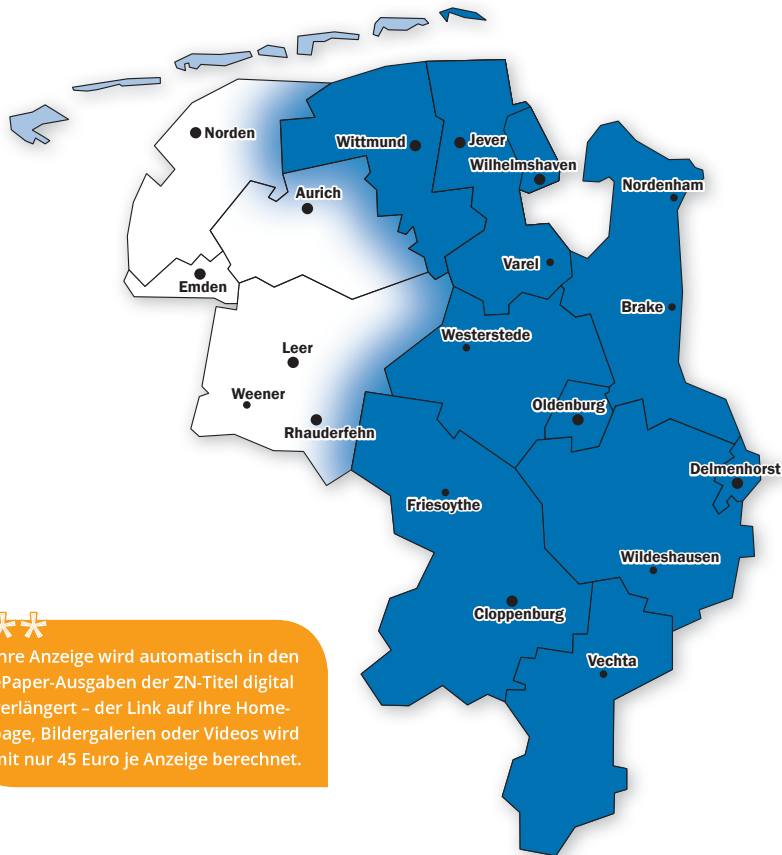 Norden
Wittmund
Jever
Wilhelmshaven
Nordenham
Aurich
Varel
Emden
Brake
Westerstede
Leer
Weener
Oldenburg
Rhauderfehn
Delmenhorst
Friesoythe
Wildeshausen
Cloppenburg
Vechta
**
hre Anzeige wird automatisch in den
Paper-Ausgaben der ZN-Titel digital
erlängert – der Link auf Ihre Home-
page, Bildergalerien oder Videos wird
mit nur 45 Euro je Anzeige berechnet.